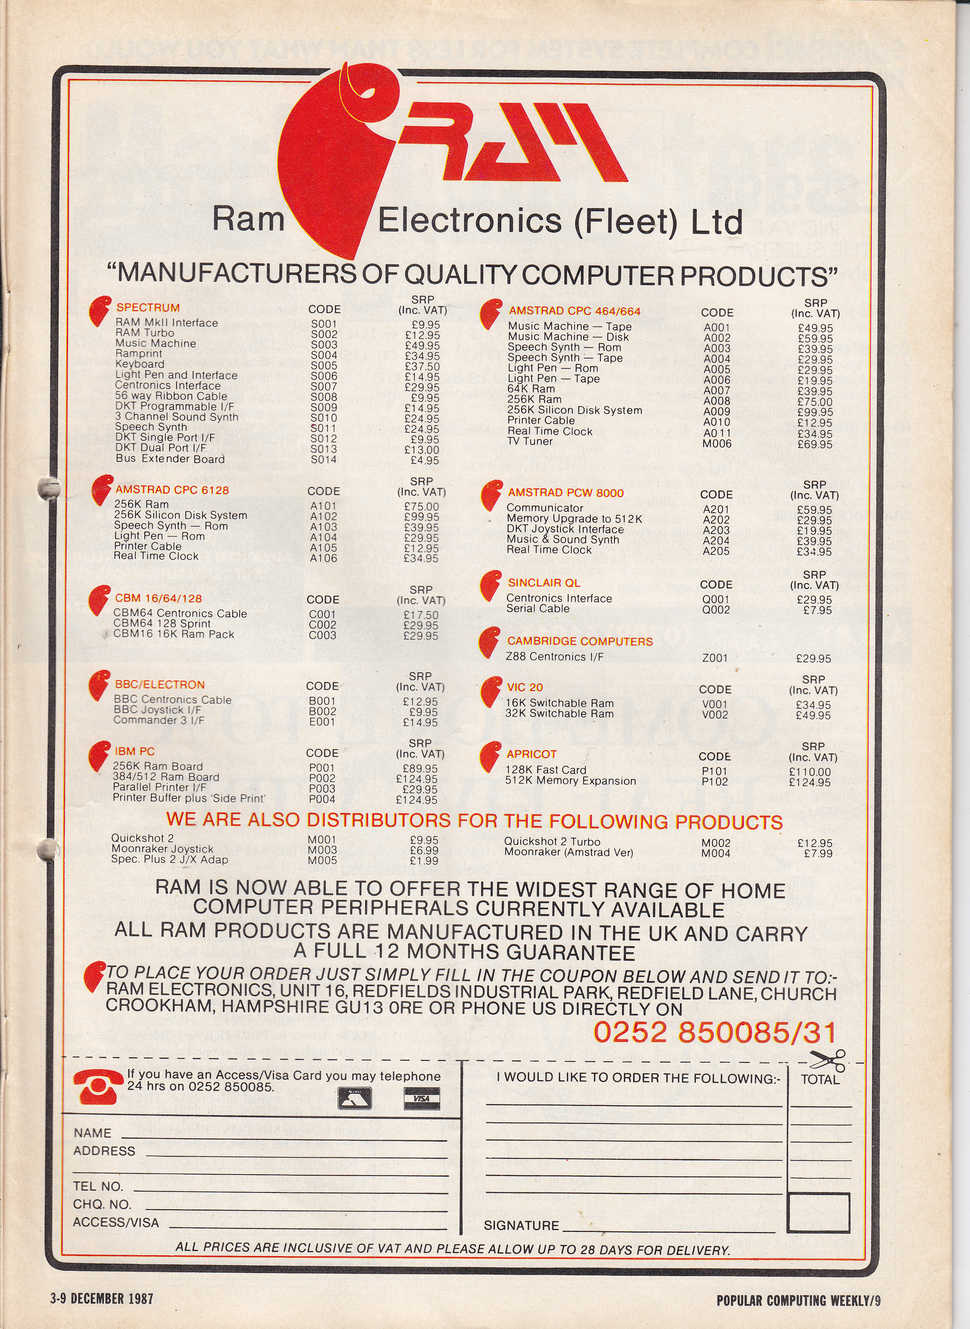 RAM
Ram Electronics (Fleet) Ltd
“MANUFACTURERS OF QUALITY COMPUTER PRODUCTS”
SPECTRUM CODE SRP (Inc. VAT)
RAM MkII Interface S001 £9.95
RAM Turbo S002 £12.95
Music Machine S003 £49.95
Ramprint S004 £34.95
Keyboard S005 £37.50
Light Pen and Interface S006 £14.95
Centronics Interface S007 £29.95
56 way Ribbon Cable S008 £9.95
DKT Programmable I/F S009 £14.95
3 Channel Sound Synth S010 £24.95
Speech Synth S011 £24.95
DKT Single Port I/F S012 £9.95
DKT Dual Port I/F S013 £13.00
Bus Extender Board S014 £4.95
AMSTRAD CPC 464/664 CODE SRP (Inc. VAT)
Music Machine — Tape A001 £49.95
Music Machine — Disk A002 £59.95
Speech Synth — Rom A003 £39.95
Speech Synth — Tape A004 £29.95
Light Pen — Rom A005 £29.95
Light Pen — Tape A006 £19.95
64K Ram A007 £39.95
256K Ram A008 £75.00
256K Silicon Disk System A009 £99.95
Printer Cable A010 £12.95
Real Time Clock A011 £34.95
TV Tuner M006 £69.95
AMSTRAD CPC 6128 CODE SRP (Inc. VAT)
256K Ram A101 £75.00
256K Silicon Disk System A102 £99.95
Speech Synth — Rom A103 £39.95
Light Pen — Rom A104 £29.95
Printer Cable A105 £12.95
Real Time Clock A106 £34.95
AMSTRAD PCW 8000 CODE SRP (Inc. VAT)
Communicator A201 £59.95
Memory Upgrade to 512K A202 £29.95
DKT Joystick Interface A203 £19.95
Music & Sound Synth A204 £39.95
Real Time Clock A205 £34.95
CBM 16/64/128 CODE SRP (Inc. VAT)
CBM64 Centronics Cable C001 £17.50
CBM64 128 Sprint C002 £29.95
CBM16 16K Ram Pack C003 £29.95
SINCLAIR QL CODE SRP (Inc. VAT)
Centronics Interface Q001 £29.95
Serial Cable Q002 £7.95
CAMBRIDGE COMPUTERS
Z88 Centronics I/F Z001 £29.95
BBC/ELECTRON CODE SRP (Inc. VAT)
BBC Centronics Cable B001 £12.95
BBC Joystick I/F B002 £9.95
Commander 3 I/F E001 £14.95
VIC 20 CODE SRP (Inc. VAT)
16K Switchable Ram V001 £34.95
32K Switchable Ram V002 £49.95
IBM PC CODE SRP (Inc. VAT)
256K Ram Board P001 £89.95
384/512 Ram Board P002 £124.95
Parallel Printer I/F P003 £29.95
Printer Buffer plus 'Side Print' P004 £124.95
APRICOT CODE SRP (Inc. VAT)
128K Fast Card P101 £110.00
512K Memory Expansion P102 £124.95
WE ARE ALSO DISTRIBUTORS FOR THE FOLLOWING PRODUCTS
Quickshot 2 M001 £9.95
Moonraker Joystick M003 £6.99
Spec. Plus 2 J/X Adap M005 £1.99
Quickshot 2 Turbo M002 £12.95
Moonraker (Amstrad Ver) M004 £7.99
RAM IS NOW ABLE TO OFFER THE WIDEST RANGE OF HOME
COMPUTER PERIPHERALS CURRENTLY AVAILABLE
ALL RAM PRODUCTS ARE MANUFACTURED IN THE UK AND CARRY
A FULL 12 MONTHS GUARANTEE
TO PLACE YOUR ORDER JUST SIMPLY FILL IN THE COUPON BELOW AND SEND IT TO:-
RAM ELECTRONICS, UNIT 16, REDFIELDS INDUSTRIAL PARK, REDFIELD LANE, CHURCH
CROOKHAM, HAMPSHIRE GU13 0RE OR PHONE US DIRECTLY ON
0252 850085/31
If you have an Access/Visa Card you may telephone
24 hrs on 0252 850085.
VISA
NAME
ADDRESS
TEL NO.
CHQ. NO.
ACCESS/VISA
I WOULD LIKE TO ORDER THE FOLLOWING:- TOTAL
SIGNATURE
ALL PRICES ARE INCLUSIVE OF VAT AND PLEASE ALLOW UP TO 28 DAYS FOR DELIVERY.
3-9 DECEMBER 1987
POPULAR COMPUTING WEEKLY/9